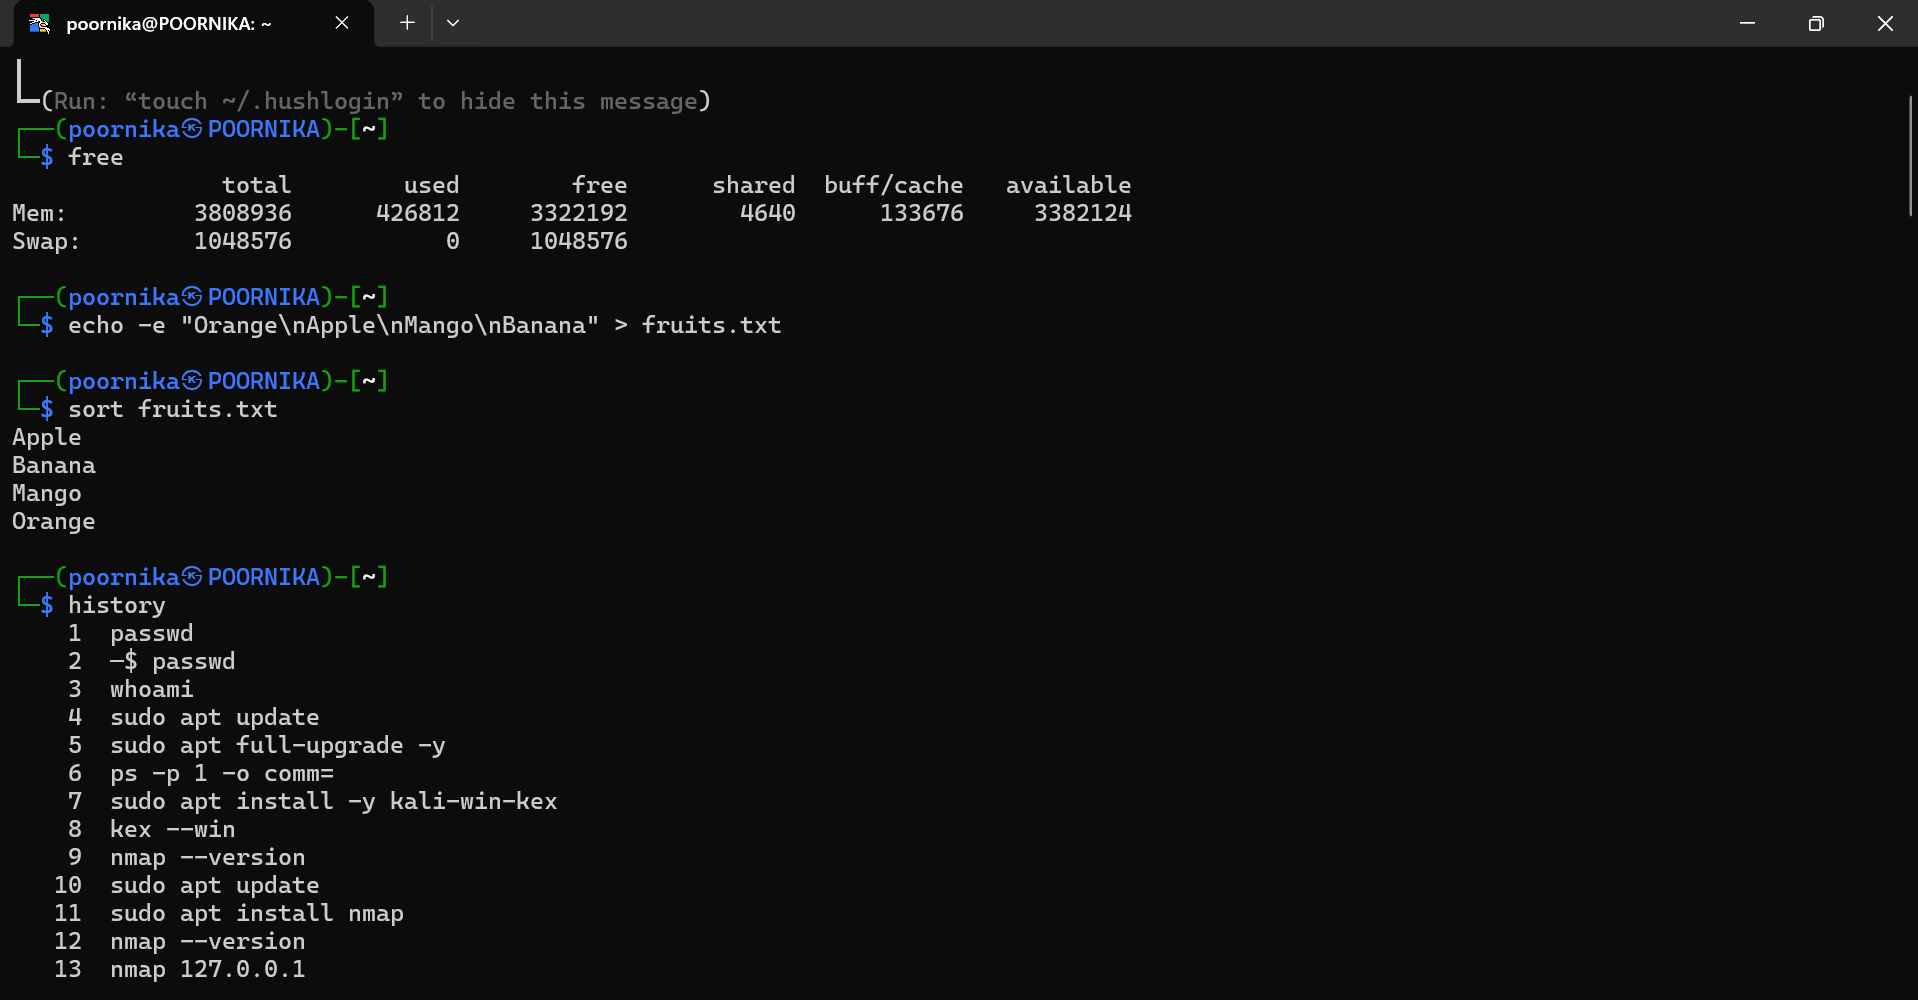 poornika@POORNIKA: ~
(Run: “touch ~/.hushlogin” to hide this message)
(poornika㉿POORNIKA)-[~]
$ free
total used free shared buff/cache available
Mem: 3808936 426812 3322192 4640 133676 3382124
Swap: 1048576 0 1048576
(poornika㉿POORNIKA)-[~]
$ echo -e "Orange\nApple\nMango\nBanana" > fruits.txt
(poornika㉿POORNIKA)-[~]
$ sort fruits.txt
Apple
Banana
Mango
Orange
(poornika㉿POORNIKA)-[~]
$ history
1 passwd
2 ─$ passwd
3 whoami
4 sudo apt update
5 sudo apt full-upgrade -y
6 ps -p 1 -o comm=
7 sudo apt install -y kali-win-kex
8 kex --win
9 nmap --version
10 sudo apt update
11 sudo apt install nmap
12 nmap --version
13 nmap 127.0.0.1